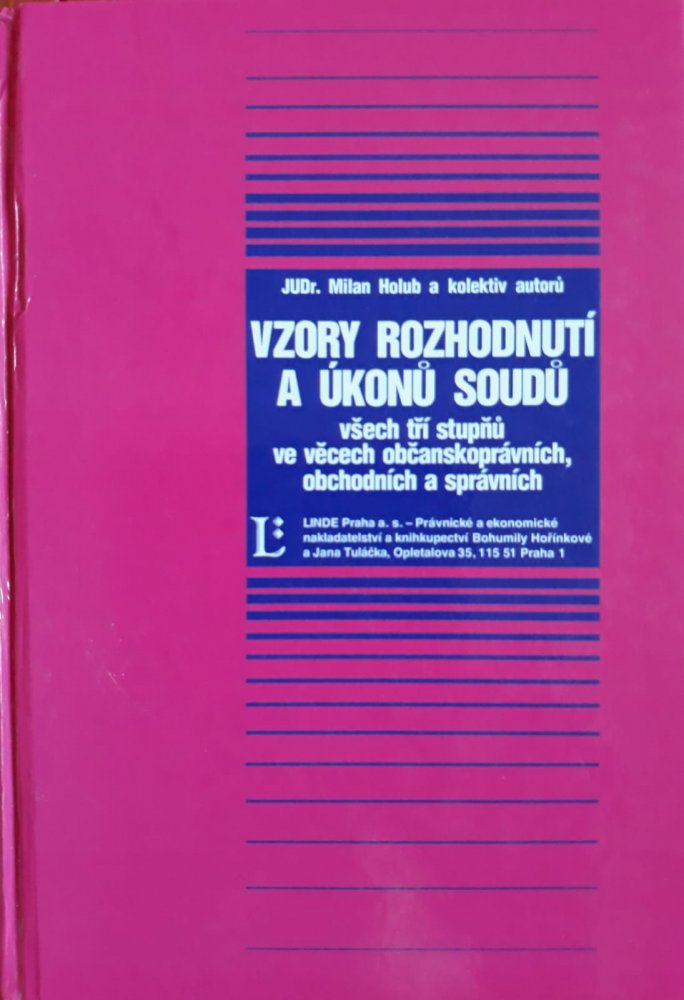 JUDr. Milan Holub a kolektiv autorů
VZORY ROZHODNUTÍ
A ÚKONŮ SOUDŮ
všech tří stupňů
ve věcech občanskoprávních,
obchodních a správních
L
LINDE Praha a. s. – Právnické a ekonomické
nakladatelství a knihkupectví Bohumily Hořínkové
a Jana Tuláčka, Opletalova 35, 115 51 Praha 1